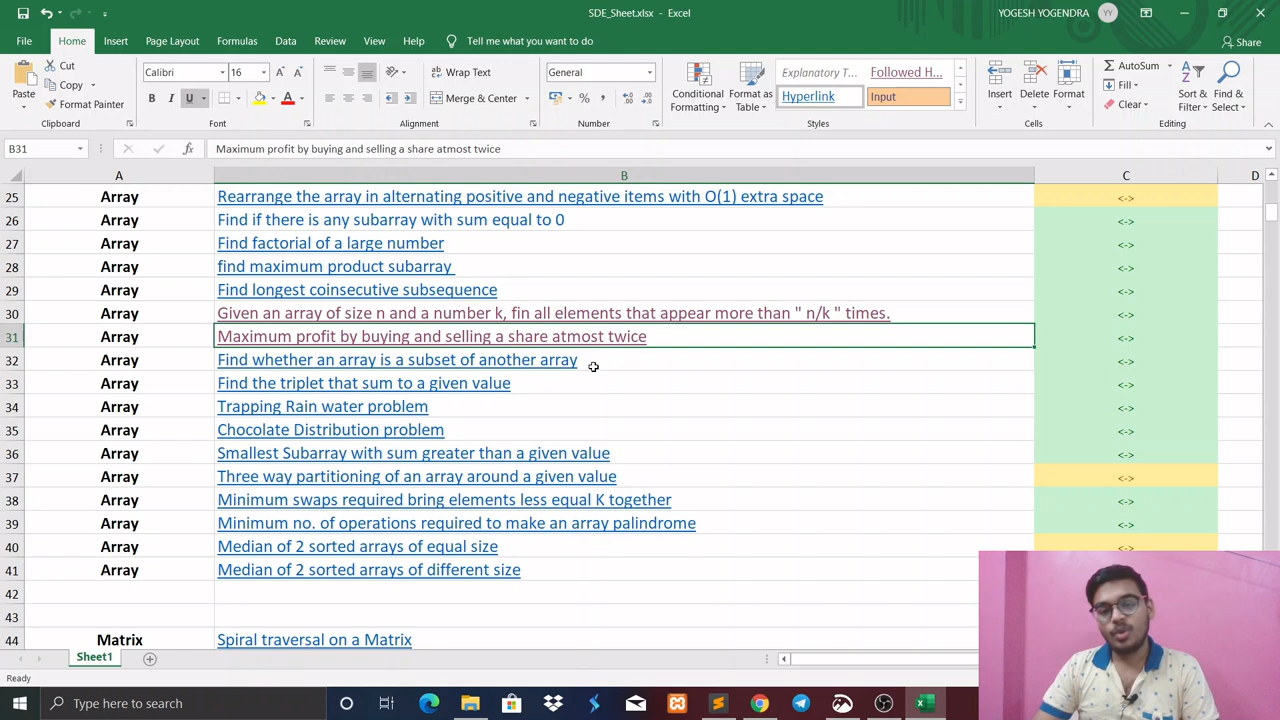 SDE_Sheet.xlsx - Excel
YOGESH YOGENDRA
YY
File
Home
Insert
Page Layout
Formulas
Data
Review
View
Help
Tell me what you want to do
Share
Paste
Cut
Copy
Format Painter
Clipboard
Calibri
16
B I U
Font
Wrap Text
Merge & Center
Alignment
General
Number
Conditional Formatting
Format as Table
Explanatory T...
Followed H...
Hyperlink
Input
Styles
Insert
Delete
Format
Cells
AutoSum
Fill
Clear
Sort & Filter
Find & Select
Editing
B31
fx
Maximum profit by buying and selling a share atmost twice
A B C D
25 Array Rearrange the array in alternating positive and negative items with O(1) extra space <->
26 Array Find if there is any subarray with sum equal to 0 <->
27 Array Find factorial of a large number <->
28 Array find maximum product subarray <->
29 Array Find longest coinsecutive subsequence <->
30 Array Given an array of size n and a number k, fin all elements that appear more than " n/k " times. <->
31 Array Maximum profit by buying and selling a share atmost twice <->
32 Array Find whether an array is a subset of another array <->
33 Array Find the triplet that sum to a given value <->
34 Array Trapping Rain water problem <->
35 Array Chocolate Distribution problem <->
36 Array Smallest Subarray with sum greater than a given value <->
37 Array Three way partitioning of an array around a given value <->
38 Array Minimum swaps required bring elements less equal K together <->
39 Array Minimum no. of operations required to make an array palindrome <->
40 Array Median of 2 sorted arrays of equal size <->
41 Array Median of 2 sorted arrays of different size
42
43
44 Matrix Spiral traversal on a Matrix
Sheet1
Ready
Type here to search